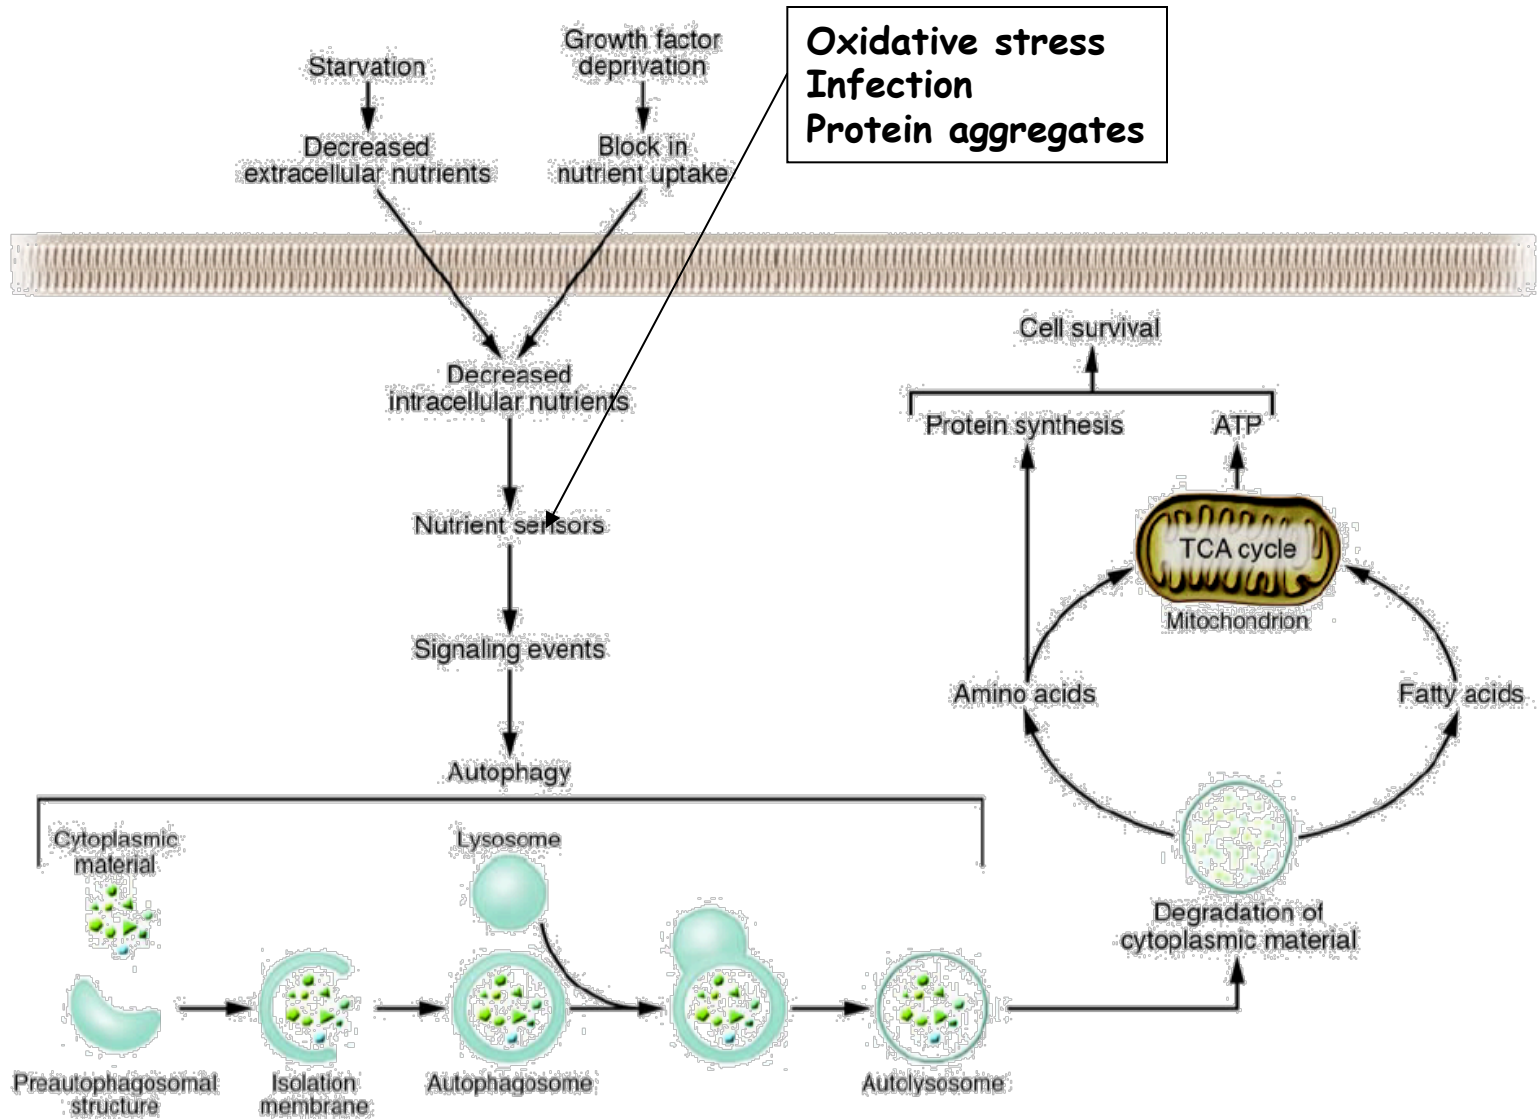 Starvation
Growth factor
deprivation
Oxidative stress
Infection
Protein aggregates
Decreased
extracellular nutrients
Block in
nutrient uptake
Decreased
intracellular nutrients
Nutrient sensors
Signaling events
Autophagy
Cytoplasmic
material
Lysosome
Preautophagosomal
structure
Isolation
membrane
Autophagosome
Autolysosome
Cell survival
Protein synthesis
ATP
TCA cycle
Mitochondrion
Amino acids
Fatty acids
Degradation of
cytoplasmic material